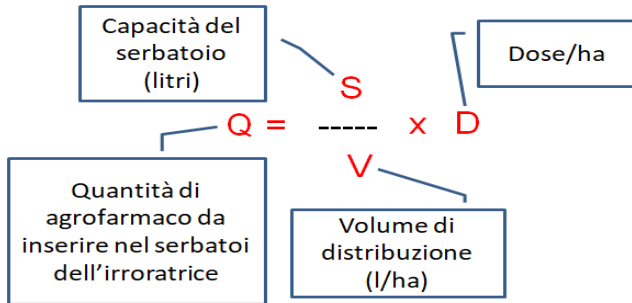 Capacità del
serbatoio
(litri)
Dose/ha
S
Q = ----- x D
V
Quantità di
agrofarmaco da
inserire nel serbatoi
dell'irroratrice
Volume di
distribuzione
(l/ha)